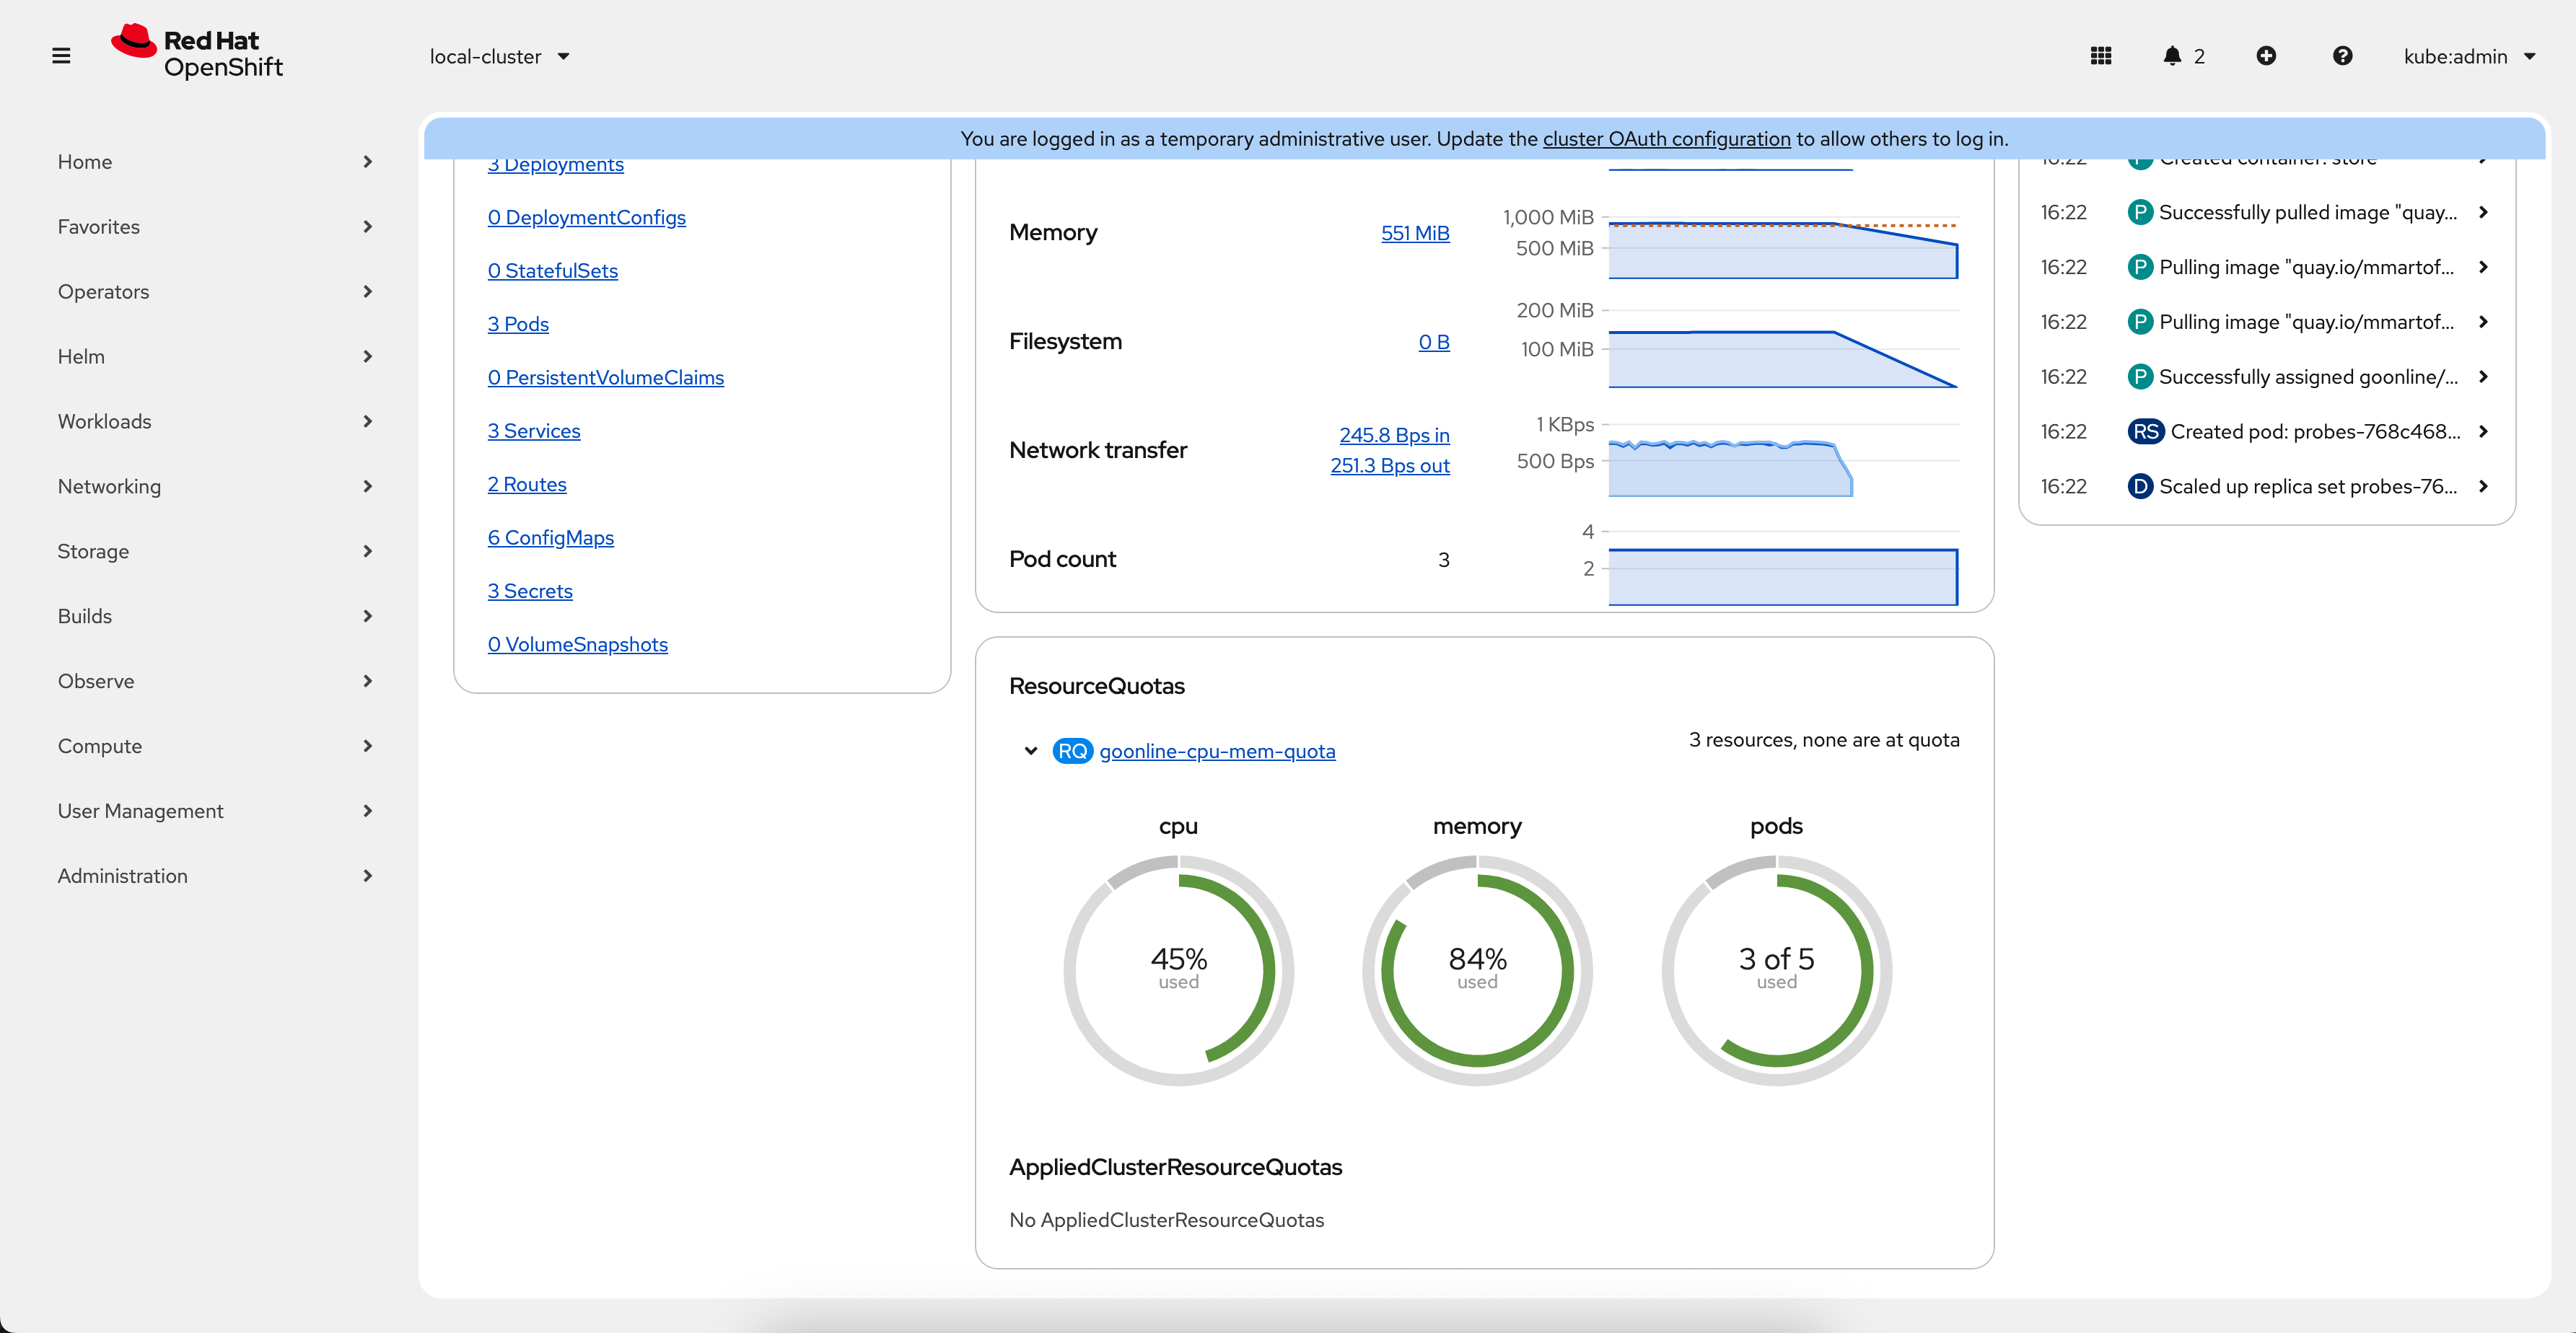 Red Hat
OpenShift
local-cluster
2
kube:admin
You are logged in as a temporary administrative user. Update the cluster OAuth configuration to allow others to log in.
Home
Favorites
Operators
Helm
Workloads
Networking
Storage
Builds
Observe
Compute
User Management
Administration
3 Deployments
0 DeploymentConfigs
0 StatefulSets
3 Pods
0 PersistentVolumeClaims
3 Services
2 Routes
6 ConfigMaps
3 Secrets
0 VolumeSnapshots
Memory
551 MiB
1,000 MiB
500 MiB
Filesystem
0 B
200 MiB
100 MiB
Network transfer
245.8 Bps in
251.3 Bps out
1 KBps
500 Bps
Pod count
3
4
2
ResourceQuotas
RQ goonline-cpu-mem-quota
3 resources, none are at quota
cpu
45%
used
memory
84%
used
pods
3 of 5
used
AppliedClusterResourceQuotas
No AppliedClusterResourceQuotas
16:22 P Created container: store
16:22 P Successfully pulled image "quay...
16:22 P Pulling image "quay.io/mmartof...
16:22 P Pulling image "quay.io/mmartof...
16:22 P Successfully assigned goonline/...
16:22 RS Created pod: probes-768c468...
16:22 D Scaled up replica set probes-76...